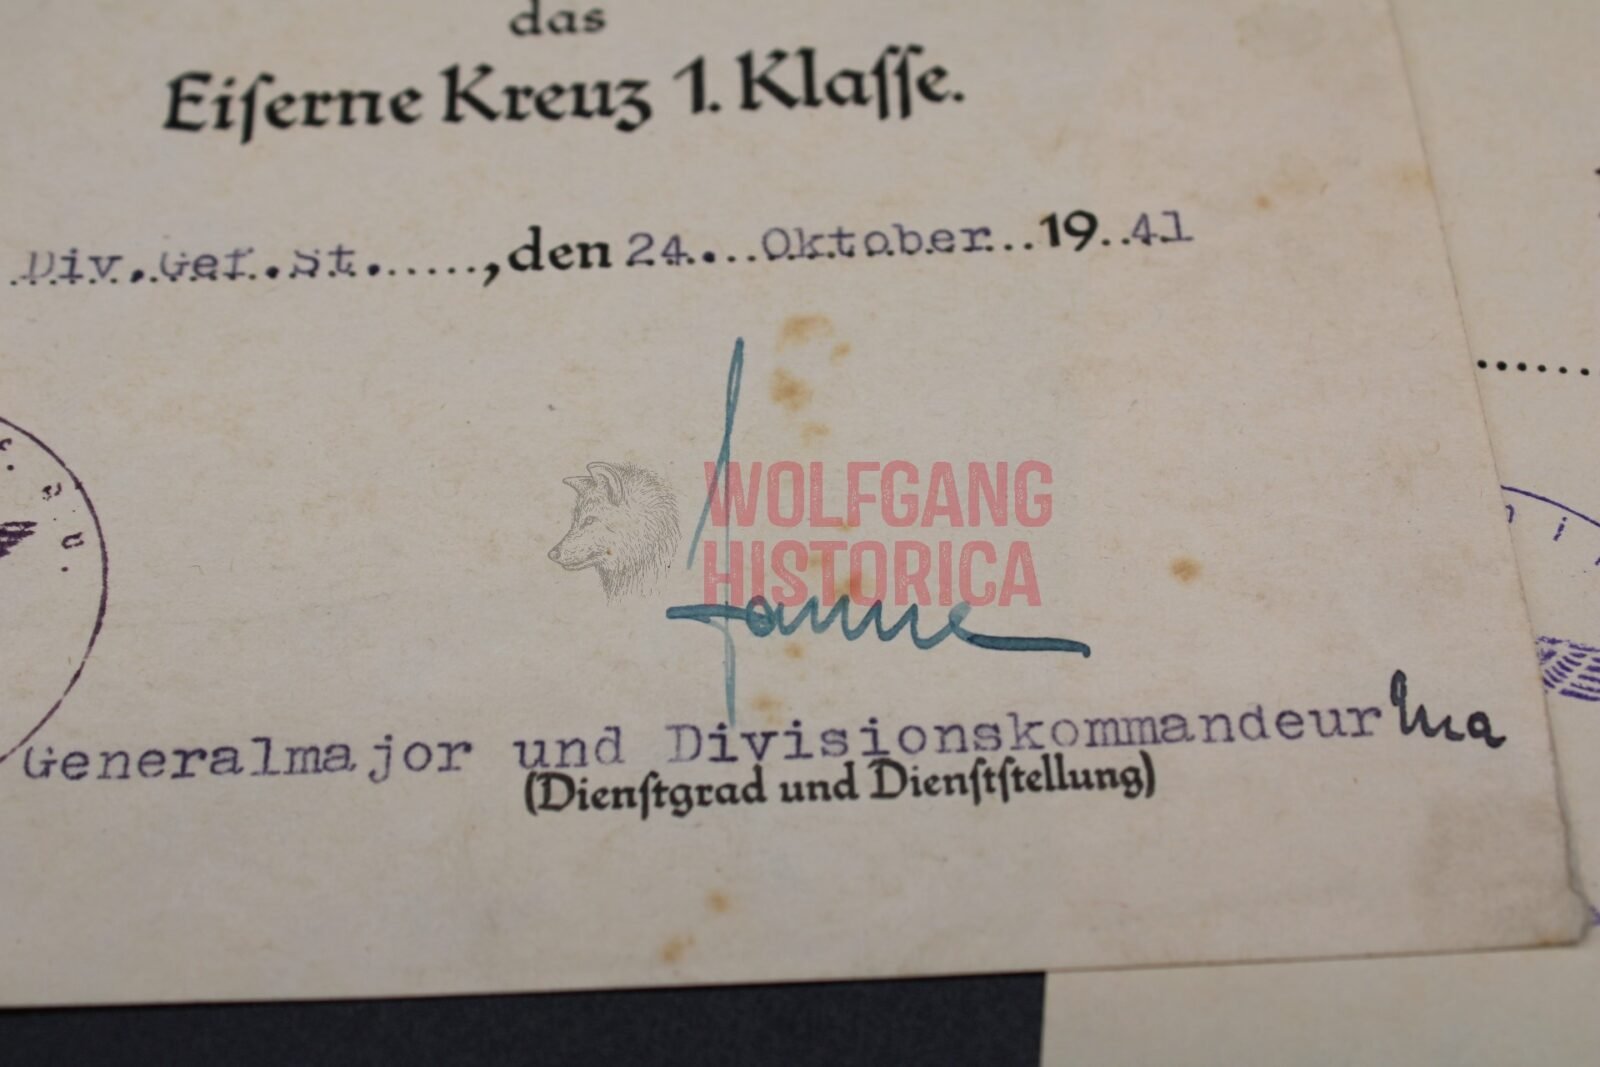 das
Eiſerne Kreuz 1. Klaſſe.
Div.Gef.St......, den 24....Oktober...19..41
WOLFGANG
HISTORICA
Generalmajor und Divisionskommandeur
(Dienſtgrad und Dienſtſtellung)